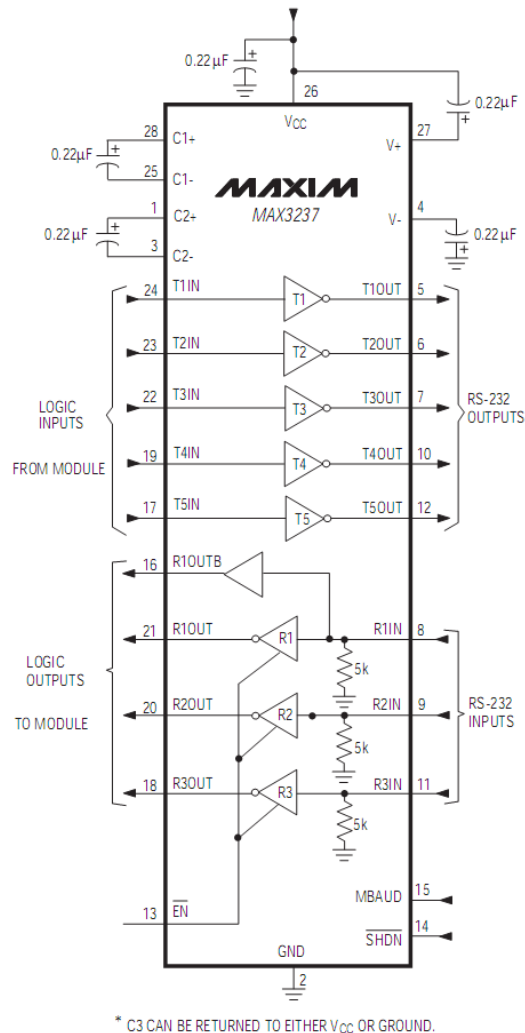 0.22µF
+
26
VCC
0.22µF
+
27
V+
28
C1+
0.22µF
+
25
C1-
MAXIM
MAX3237
1
C2+
0.22µF
+
3
C2-
4
V-
+
0.22µF
24 T1IN T1 T1OUT 5
23 T2IN T2 T2OUT 6
22 T3IN T3 T3OUT 7
LOGIC
INPUTS
FROM MODULE
RS-232
OUTPUTS
19 T4IN T4 T4OUT 10
17 T5IN T5 T5OUT 12
16 R1OUTB
21 R1OUT R1 R1IN 8
5k
LOGIC
OUTPUTS
TO MODULE
20 R2OUT R2 R2IN 9
5k
RS-232
INPUTS
18 R3OUT R3 R3IN 11
5k
MBAUD 15
13 E̅N̅
S̅H̅D̅N̅ 14
GND
2
* C3 CAN BE RETURNED TO EITHER VCC OR GROUND.